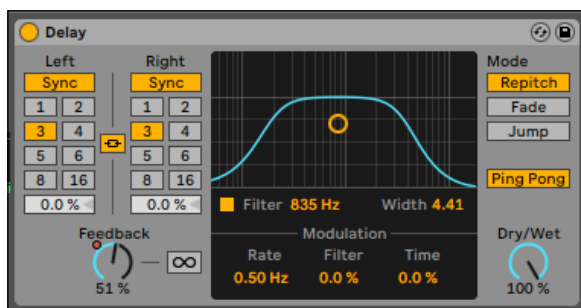 Delay
Left Right
Sync Sync
1 2 1 2
3 4 3 4
5 6 5 6
8 16 8 16
0.0 % 0.0 %
Feedback
51 %
∞
Filter 835 Hz Width 4.41
Modulation
Rate Filter Time
0.50 Hz 0.0 % 0.0 %
Mode
Repitch
Fade
Jump
Ping Pong
Dry/Wet
100 %